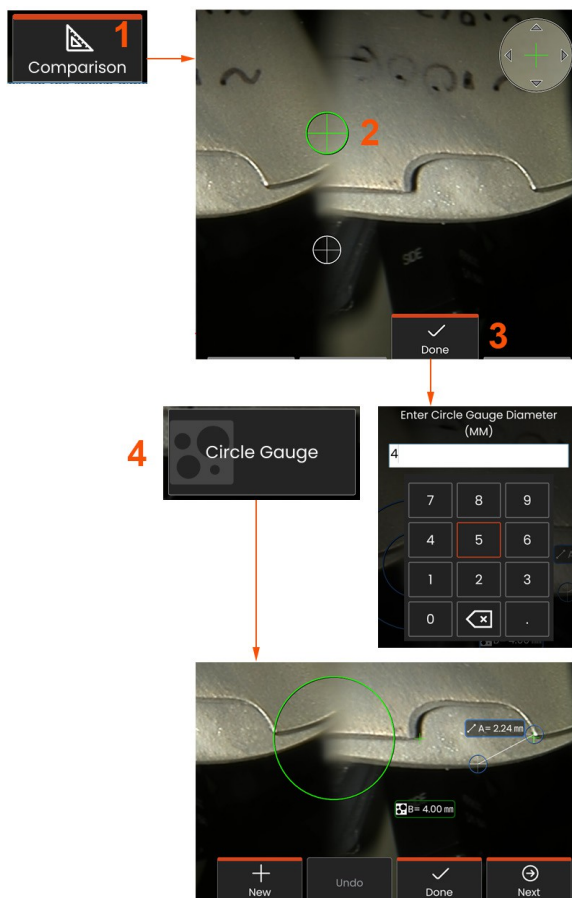 1
Comparison
2
SIDE
Done
3
4
Circle Gauge
Enter Circle Gauge Diameter
(MM)
4
7 8 9
4 5 6
1 2 3
0 .
A= 2.24 mm
B= 4.00 mm
New
Undo
Done
Next